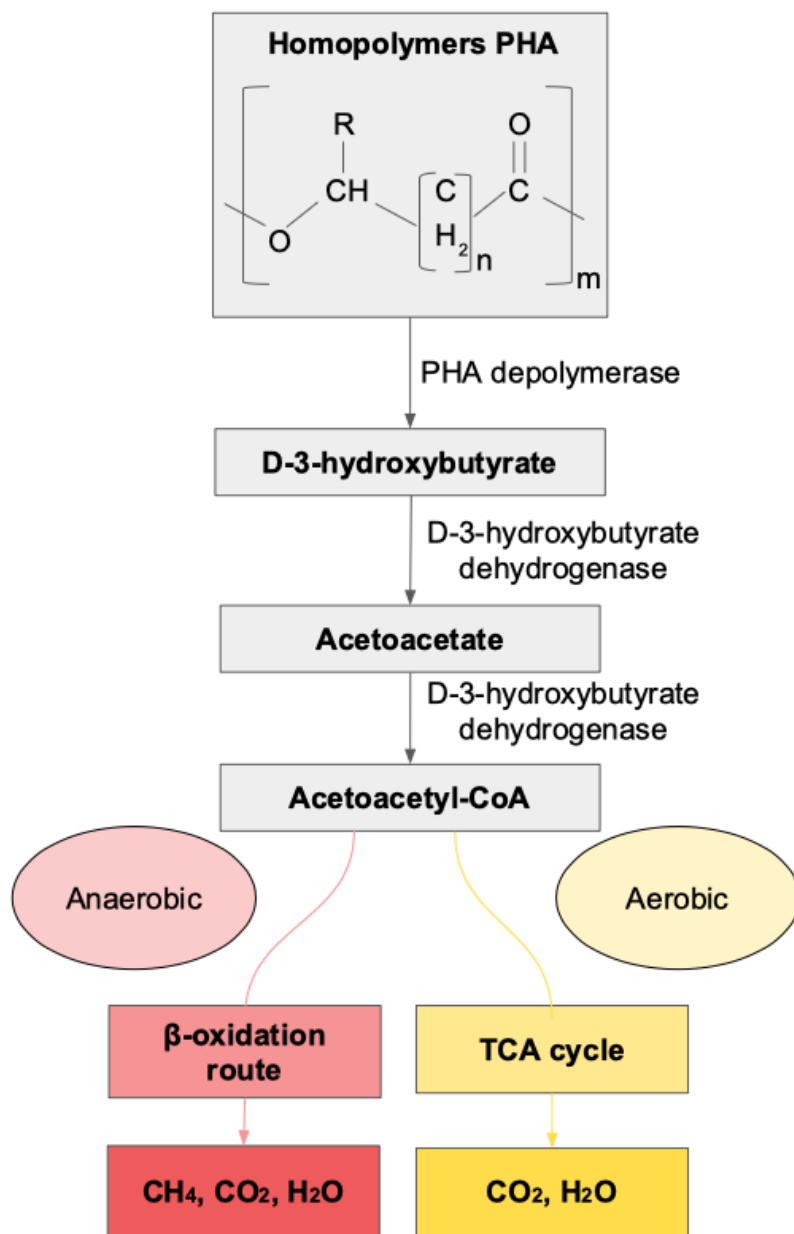 Homopolymers PHA
R
O
CH
C
C
O
H₂
n
m
PHA depolymerase
D-3-hydroxybutyrate
D-3-hydroxybutyrate
dehydrogenase
Acetoacetate
D-3-hydroxybutyrate
dehydrogenase
Acetoacetyl-CoA
Anaerobic
Aerobic
β-oxidation
route
TCA cycle
CH₄, CO₂, H₂O
CO₂, H₂O